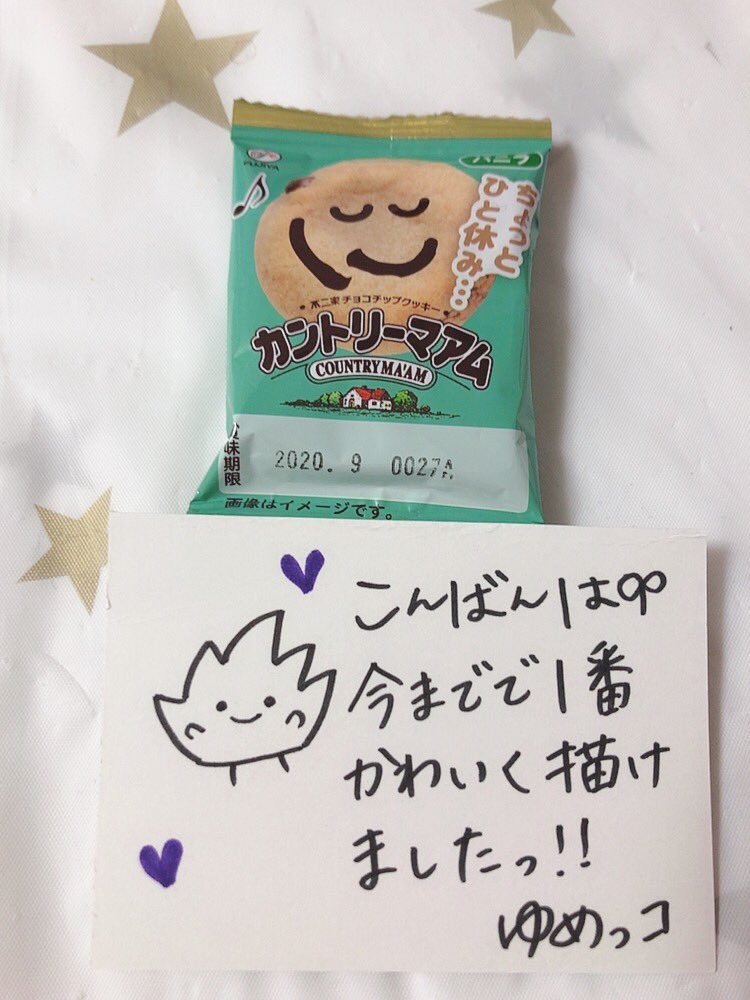 FUJIYA
バニラ
ちょっと
ひと休み…
不二家 チョコチップクッキー
カントリーマアム
COUNTRY MA'AM
賞味期限
2020. 9 0027A
画像はイメージです。
こんばんは
今までで1番
かわいく描け
ましたっ!!
ゆめっコ